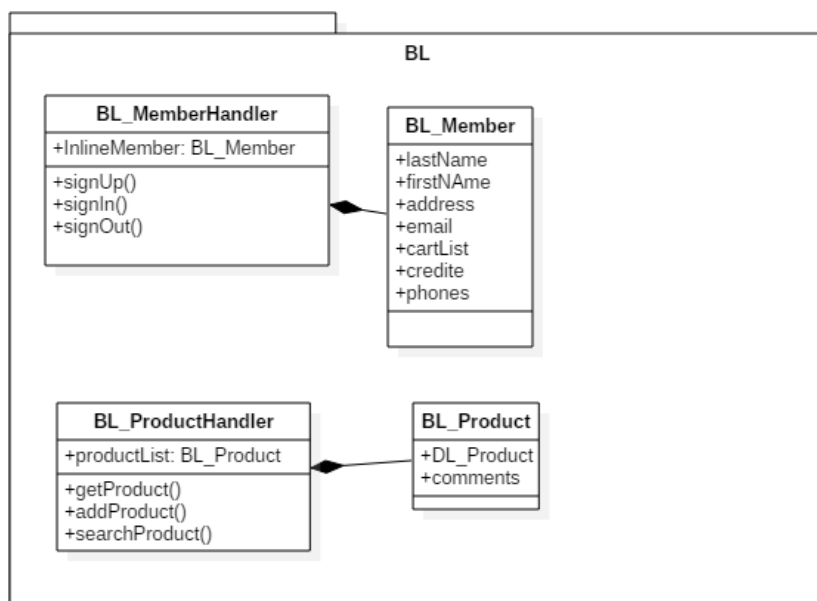 BL
BL_MemberHandler
+InlineMember: BL_Member
+signUp()
+signIn()
+signOut()
BL_Member
+lastName
+firstNAme
+address
+email
+cartList
+credite
+phones
BL_ProductHandler
+productList: BL_Product
+getProduct()
+addProduct()
+searchProduct()
BL_Product
+DL_Product
+comments